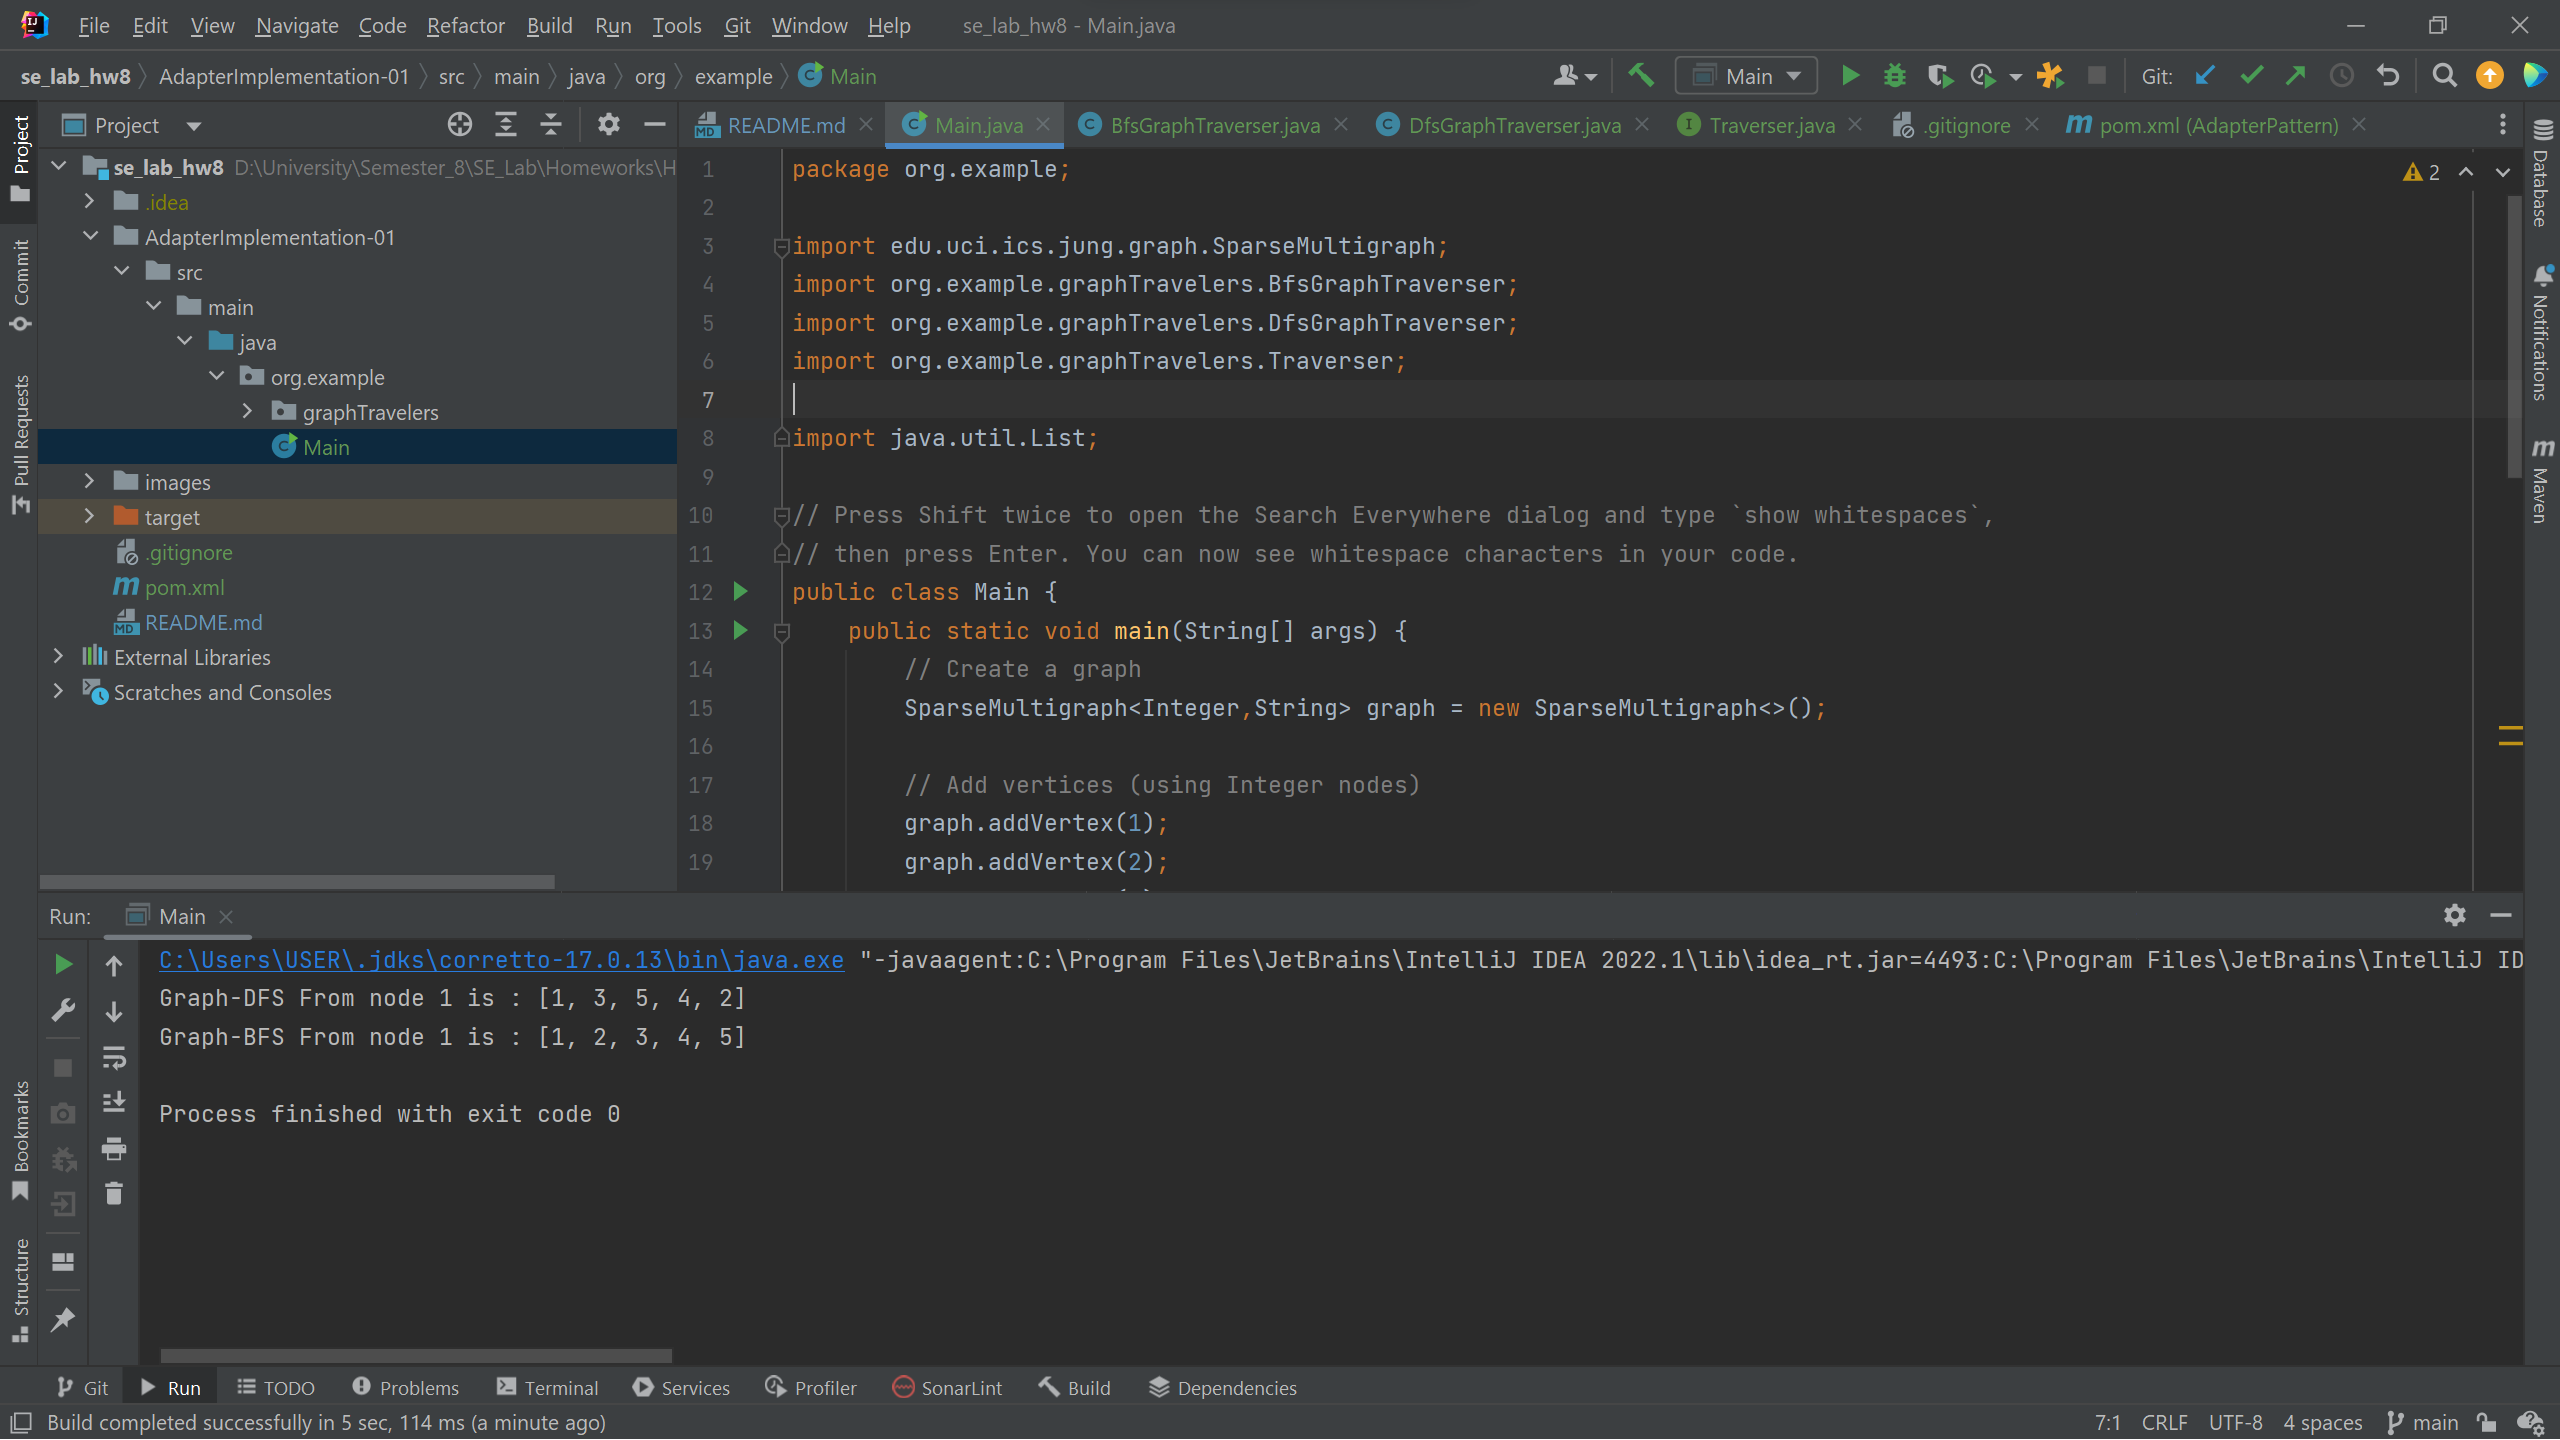 File Edit View Navigate Code Refactor Build Run Tools Git Window Help se_lab_hw8 - Main.java
se_lab_hw8 AdapterImplementation-01 src main java org example Main
Main Git:
Project
README.md Main.java BfsGraphTraverser.java DfsGraphTraverser.java Traverser.java .gitignore pom.xml (AdapterPattern)
Project
Commit
Pull Requests
Bookmarks
Structure
se_lab_hw8 D:\University\Semester_8\SE_Lab\Homeworks\H
.idea
AdapterImplementation-01
src
main
java
org.example
graphTravelers
Main
images
target
.gitignore
pom.xml
README.md
External Libraries
Scratches and Consoles
1 package org.example;
2
3 import edu.uci.ics.jung.graph.SparseMultigraph;
4 import org.example.graphTravelers.BfsGraphTraverser;
5 import org.example.graphTravelers.DfsGraphTraverser;
6 import org.example.graphTravelers.Traverser;
7
8 import java.util.List;
9
10 // Press Shift twice to open the Search Everywhere dialog and type `show whitespaces`,
11 // then press Enter. You can now see whitespace characters in your code.
12 public class Main {
13 public static void main(String[] args) {
14 // Create a graph
15 SparseMultigraph<Integer,String> graph = new SparseMultigraph<>();
16
17 // Add vertices (using Integer nodes)
18 graph.addVertex(1);
19 graph.addVertex(2);
2
Database
Notifications
Maven
Run: Main
C:\Users\USER\.jdks\corretto-17.0.13\bin\java.exe "-javaagent:C:\Program Files\JetBrains\IntelliJ IDEA 2022.1\lib\idea_rt.jar=4493:C:\Program Files\JetBrains\IntelliJ ID
Graph-DFS From node 1 is : [1, 3, 5, 4, 2]
Graph-BFS From node 1 is : [1, 2, 3, 4, 5]
Process finished with exit code 0
Git Run TODO Problems Terminal Services Profiler SonarLint Build Dependencies
Build completed successfully in 5 sec, 114 ms (a minute ago)
7:1 CRLF UTF-8 4 spaces main